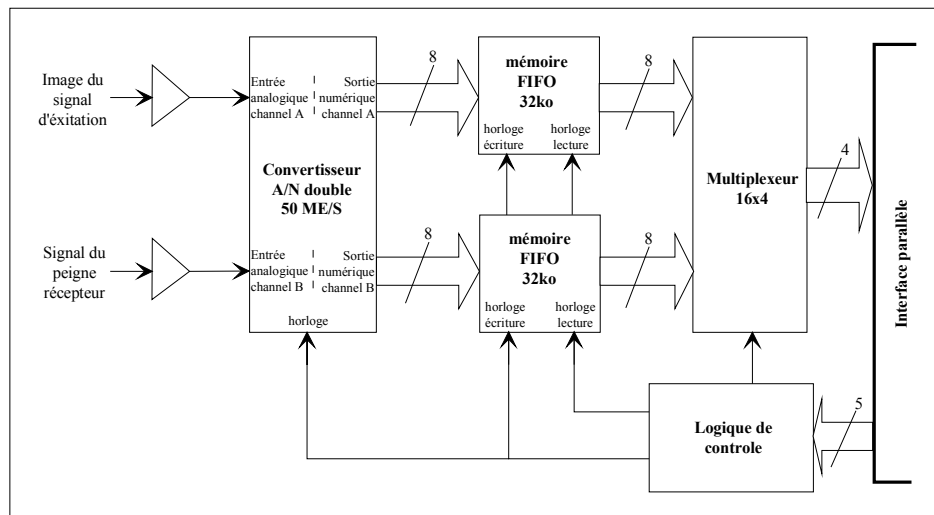 Image du
signal
d'éxitation
Entrée
analogique
channel A
Sortie
numérique
channel A
8
mémoire
FIFO
32ko
horloge
écriture
horloge
lecture
8
Convertisseur
A/N double
50 ME/S
Multiplexeur
16x4
4
Interface parallèle
Signal du
peigne
récepteur
Entrée
analogique
channel B
Sortie
numérique
channel B
horloge
8
mémoire
FIFO
32ko
horloge
écriture
horloge
lecture
8
Logique de
controle
5